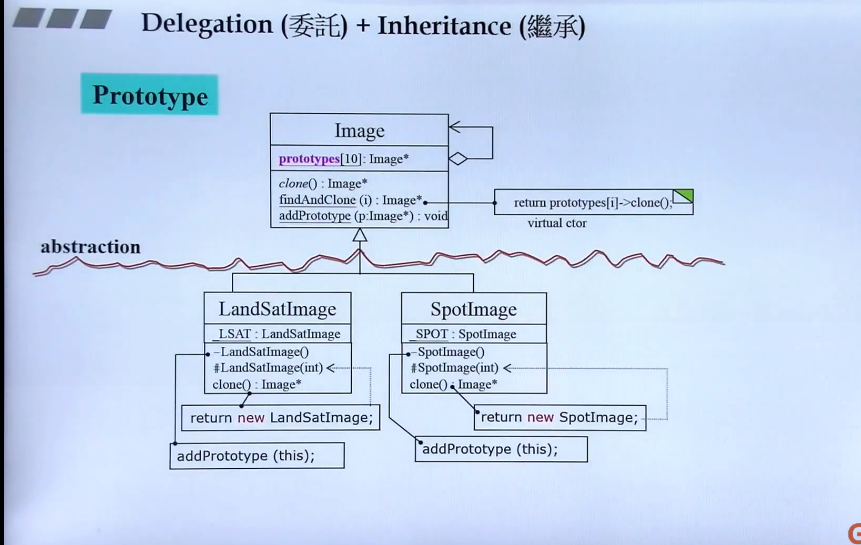 Delegation (委託) + Inheritance (繼承)
Prototype
Image
prototypes[10]: Image*
clone() : Image*
findAndClone (i) : Image*
addPrototype (p:Image*) : void
return prototypes[i]->clone();
virtual ctor
abstraction
LandSatImage
_LSAT : LandSatImage
–LandSatImage()
#LandSatImage(int)
clone() : Image*
return new LandSatImage;
addPrototype (this);
SpotImage
_SPOT : SpotImage
–SpotImage()
#SpotImage(int)
clone() : Image*
return new SpotImage;
addPrototype (this);